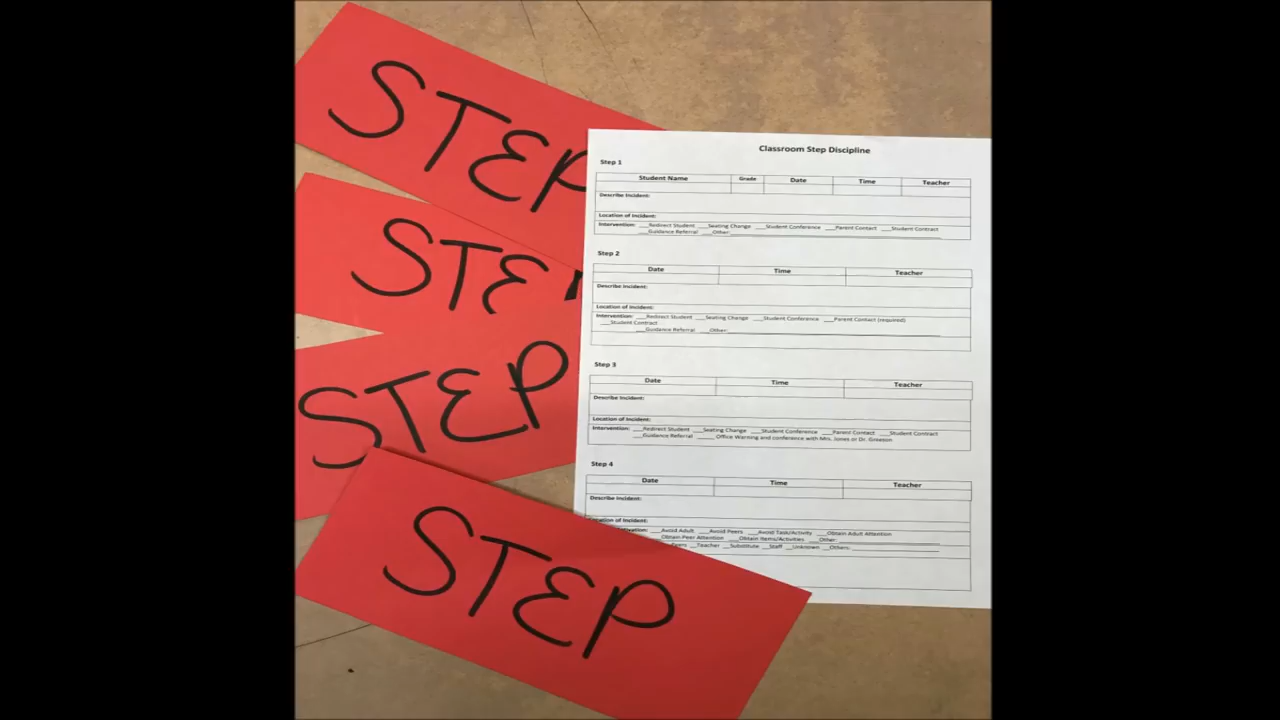 STEP
STEP
STEP
STEP
Classroom Step Discipline
Step 1
Student Name Grade Date Time Teacher
Describe Incident:
Location of Incident:
Intervention: ___Redirect Student ___Seating Change ___Student Conference ___Parent Contact ___Student Contract
___Guidance Referral ___Other:
Step 2
Date Time Teacher
Describe Incident:
Location of Incident:
Intervention: ___Redirect Student ___Seating Change ___Student Conference ___Parent Contact (required)
___Student Contract
___Guidance Referral ___Other:
Step 3
Date Time Teacher
Describe Incident:
Location of Incident:
Intervention: ___Redirect Student ___Seating Change ___Student Conference ___Parent Contact ___Student Contract
___Guidance Referral ___Office Warning and conference with Mrs. Jones or Dr. Greeson
Step 4
Date Time Teacher
Describe Incident:
Location of Incident:
___Avoid Adult ___Avoid Peers ___Avoid Task/Activity ___Obtain Adult Attention
Obtain Peer Attention ___Obtain Items/Activities ___Other:
Peers ___Teacher ___Substitute ___Staff ___Unknown ___Others: